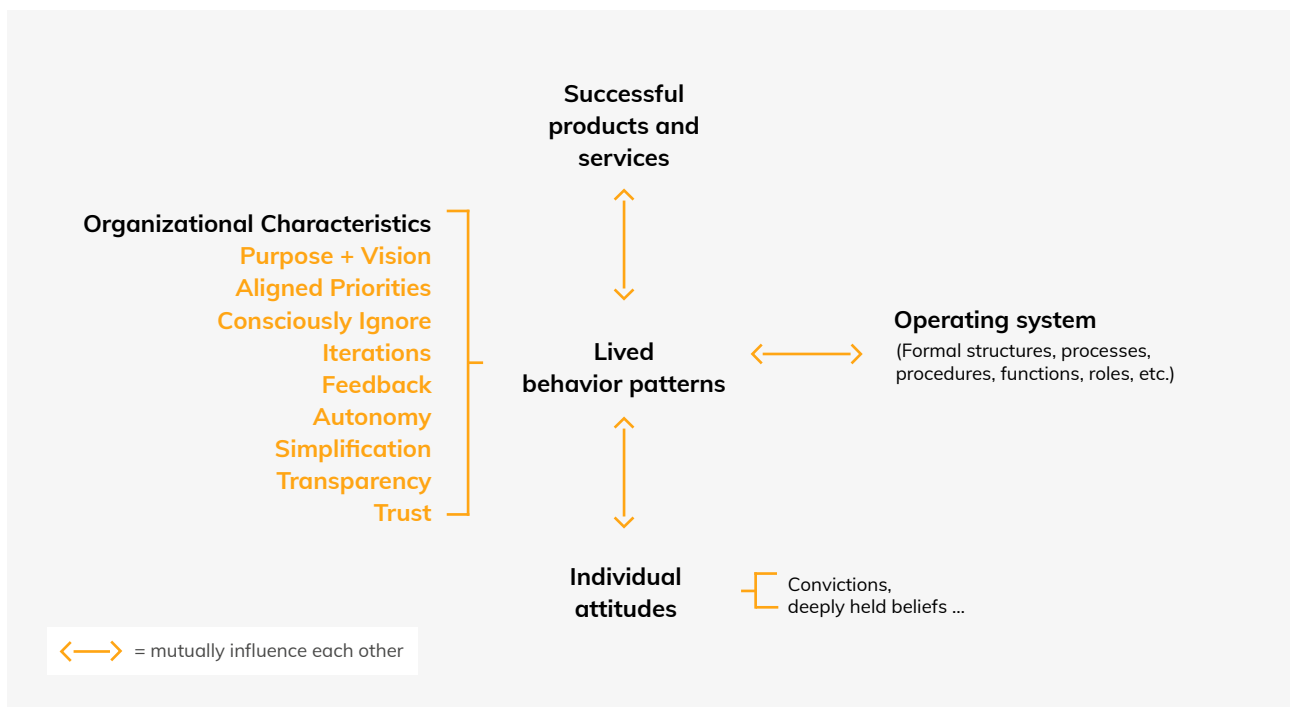 Successful
products and
services
Organizational Characteristics
Purpose + Vision
Aligned Priorities
Consciously Ignore
Iterations
Feedback
Autonomy
Simplification
Transparency
Trust
Lived
behavior patterns
Operating system
(Formal structures, processes,
procedures, functions, roles, etc.)
Individual
attitudes
Convictions,
deeply held beliefs ...
= mutually influence each other